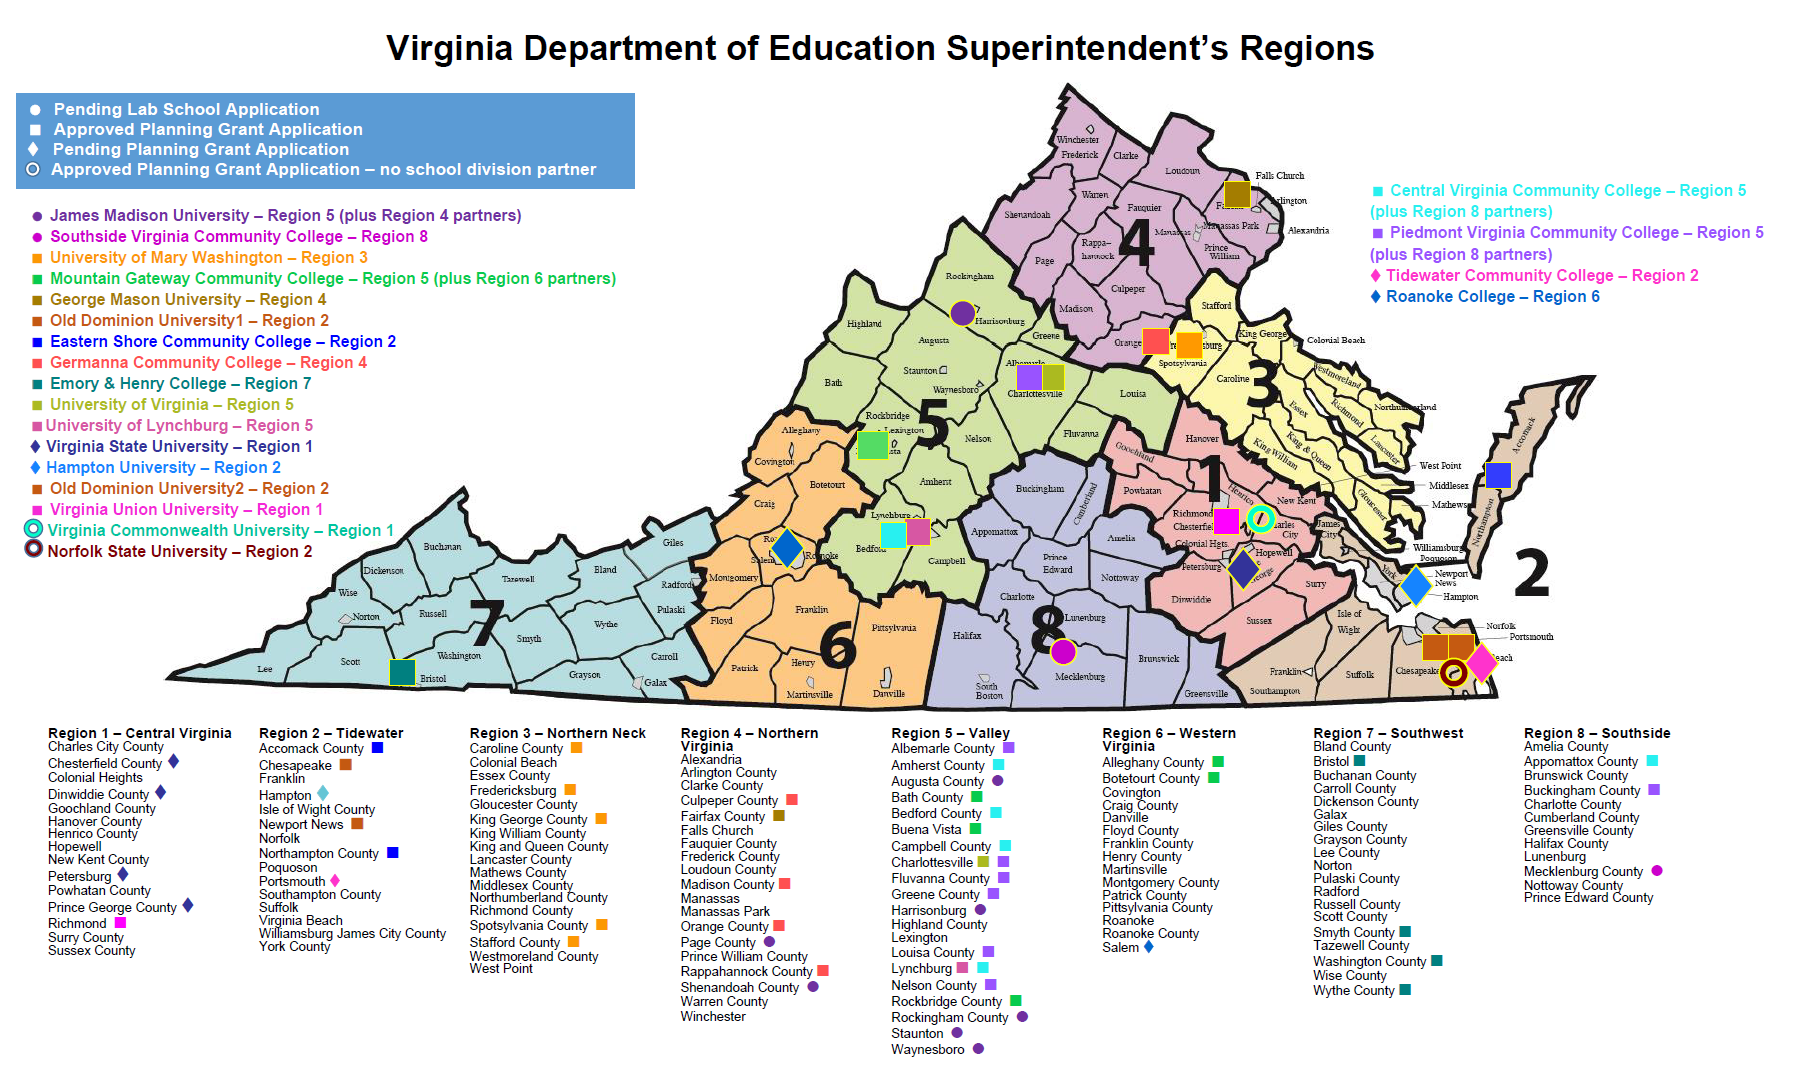 Virginia Department of Education Superintendent's Regions
Pending Lab School Application
Approved Planning Grant Application
Pending Planning Grant Application
Approved Planning Grant Application – no school division partner
James Madison University – Region 5 (plus Region 4 partners)
Southside Virginia Community College – Region 8
University of Mary Washington – Region 3
Mountain Gateway Community College – Region 5 (plus Region 6 partners)
George Mason University – Region 4
Old Dominion University1 – Region 2
Eastern Shore Community College – Region 2
Germanna Community College – Region 4
Emory & Henry College – Region 7
University of Virginia – Region 5
University of Lynchburg – Region 5
Virginia State University – Region 1
Hampton University – Region 2
Old Dominion University2 – Region 2
Virginia Union University – Region 1
Virginia Commonwealth University – Region 1
Norfolk State University – Region 2
Central Virginia Community College – Region 5
(plus Region 8 partners)
Piedmont Virginia Community College – Region 5
(plus Region 8 partners)
Tidewater Community College – Region 2
Roanoke College – Region 6
Winchester
Frederick
Clarke
Loudoun
Falls Church
Arlington
Alexandria
Warren
Shenandoah
Fauquier
Manassas
Manassas Park
Prince
William
Rappa–
hannock
Page
4
Culpeper
Madison
Orange
Rockingham
Harrisonburg
Greene
Highland
Augusta
Staunton
Waynesboro
Bath
Albemarle
Charlottesville
Louisa
Rockbridge
Lexington
5
Nelson
Fluvanna
Amherst
Lynchburg
Bedford
Campbell
Stafford
King George
Colonial Beach
Spotsylvania
Caroline
3
Westmoreland
Richmond
Northumberland
Essex
Lancaster
King & Queen
King William
West Point
Middlesex
Mathews
Gloucester
Accomack
Northampton
Hanover
Goochland
1
Henrico
Powhatan
New Kent
Richmond
Chesterfield
Charles
City
James
City
Colonial Hgts.
Hopewell
Petersburg
George
Dinwiddie
Surry
Sussex
Williamsburg
Poquoson
York
Newport
News
Hampton
2
Isle of
Wight
Norfolk
Portsmouth
Beach
Chesapeake
Suffolk
Franklin
Southampton
Alleghany
Covington
Botetourt
Craig
Roanoke
Salem
Montgomery
Floyd
Franklin
6
Pittsylvania
Patrick
Henry
Martinsville
Danville
Buckingham
Cumberland
Appomattox
Amelia
Prince
Edward
Nottoway
Charlotte
Lunenburg
8
Halifax
Mecklenburg
Brunswick
Greensville
South
Boston
Buchnan
Dickenson
Wise
Norton
Russell
Tazewell
Bland
Giles
Radford
Pulaski
7
Wythe
Smyth
Washington
Scott
Lee
Bristol
Grayson
Carroll
Galax
Region 1 – Central Virginia
Charles City County
Chesterfield County
Colonial Heights
Dinwiddie County
Goochland County
Hanover County
Henrico County
Hopewell
New Kent County
Petersburg
Powhatan County
Prince George County
Richmond
Surry County
Sussex County
Region 2 – Tidewater
Accomack County
Chesapeake
Franklin
Hampton
Isle of Wight County
Newport News
Norfolk
Northampton County
Poquoson
Portsmouth
Southampton County
Suffolk
Virginia Beach
Williamsburg James City County
York County
Region 3 – Northern Neck
Caroline County
Colonial Beach
Essex County
Fredericksburg
Gloucester County
King George County
King William County
King and Queen County
Lancaster County
Mathews County
Middlesex County
Northumberland County
Richmond County
Spotsylvania County
Stafford County
Westmoreland County
West Point
Region 4 – Northern
Virginia
Alexandria
Arlington County
Clarke County
Culpeper County
Fairfax County
Falls Church
Fauquier County
Frederick County
Loudoun County
Madison County
Manassas
Manassas Park
Orange County
Page County
Prince William County
Rappahannock County
Shenandoah County
Warren County
Winchester
Region 5 – Valley
Albemarle County
Amherst County
Augusta County
Bath County
Bedford County
Buena Vista
Campbell County
Charlottesville
Fluvanna County
Greene County
Harrisonburg
Highland County
Lexington
Louisa County
Lynchburg
Nelson County
Rockbridge County
Rockingham County
Staunton
Waynesboro
Region 6 – Western
Virginia
Alleghany County
Botetourt County
Covington
Craig County
Danville
Floyd County
Franklin County
Henry County
Martinsville
Montgomery County
Patrick County
Pittsylvania County
Roanoke
Roanoke County
Salem
Region 7 – Southwest
Bland County
Bristol
Buchanan County
Carroll County
Dickenson County
Galax
Giles County
Grayson County
Lee County
Norton
Pulaski County
Radford
Russell County
Scott County
Smyth County
Tazewell County
Washington County
Wise County
Wythe County
Region 8 – Southside
Amelia County
Appomattox County
Brunswick County
Buckingham County
Charlotte County
Cumberland County
Greensville County
Halifax County
Lunenburg
Mecklenburg County
Nottoway County
Prince Edward County